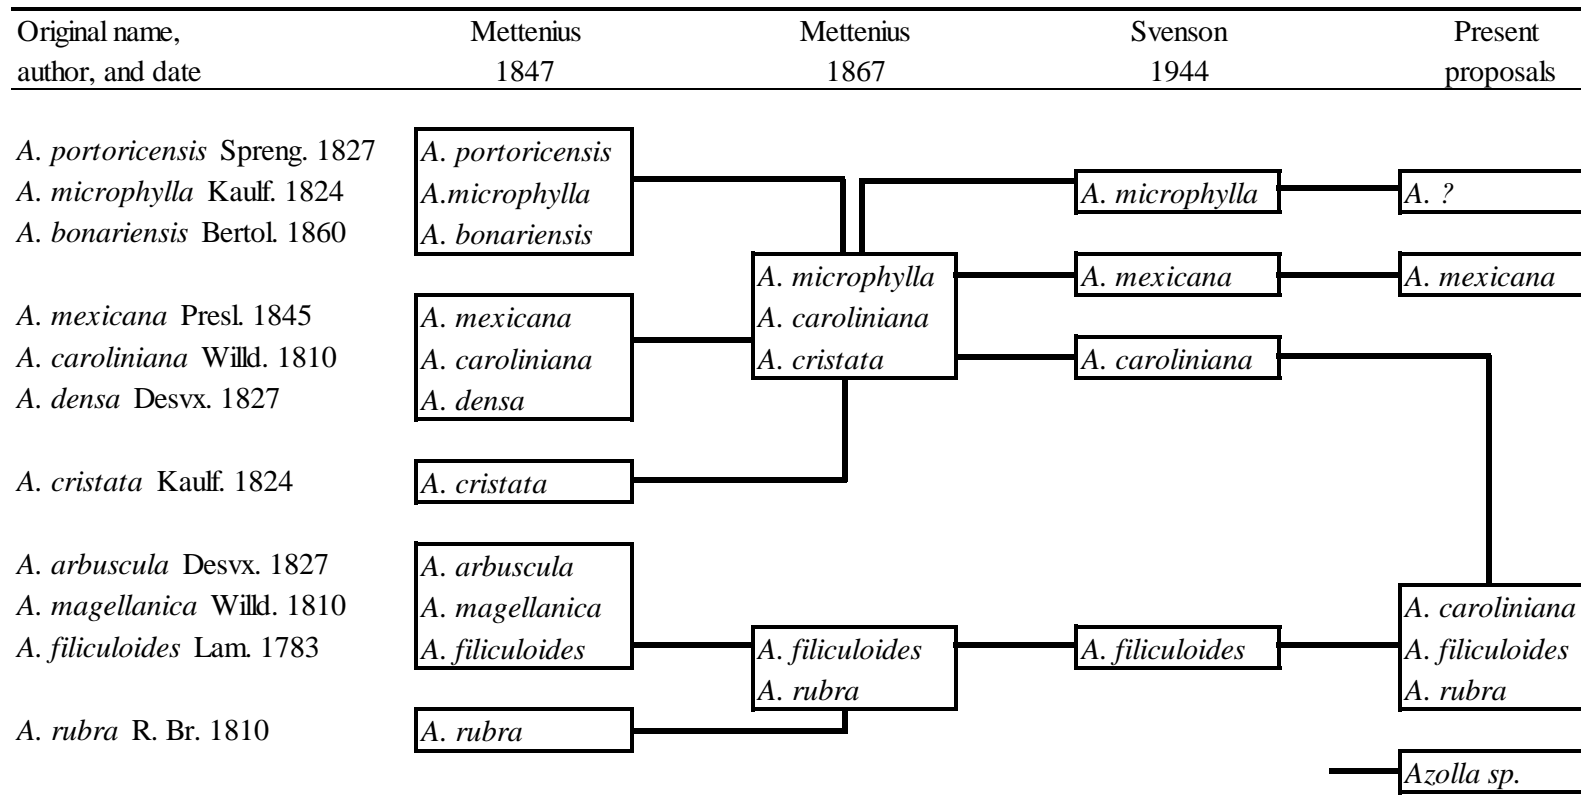 Original name, Mettenius Mettenius Svenson Present
author, and date 1847 1867 1944 proposals
A. portoricensis Spreng. 1827 A. portoricensis
A. microphylla Kaulf. 1824 A.microphylla A. microphylla A. ?
A. bonariensis Bertol. 1860 A. bonariensis
A. microphylla A. mexicana A. mexicana
A. mexicana Presl. 1845 A. mexicana A. caroliniana
A. caroliniana Willd. 1810 A. caroliniana A. cristata A. caroliniana
A. densa Desvx. 1827 A. densa
A. cristata Kaulf. 1824 A. cristata
A. arbuscula Desvx. 1827 A. arbuscula
A. magellanica Willd. 1810 A. magellanica A. caroliniana
A. filiculoides Lam. 1783 A. filiculoides A. filiculoides A. filiculoides A. filiculoides
A. rubra A. rubra
A. rubra R. Br. 1810 A. rubra
Azolla sp.